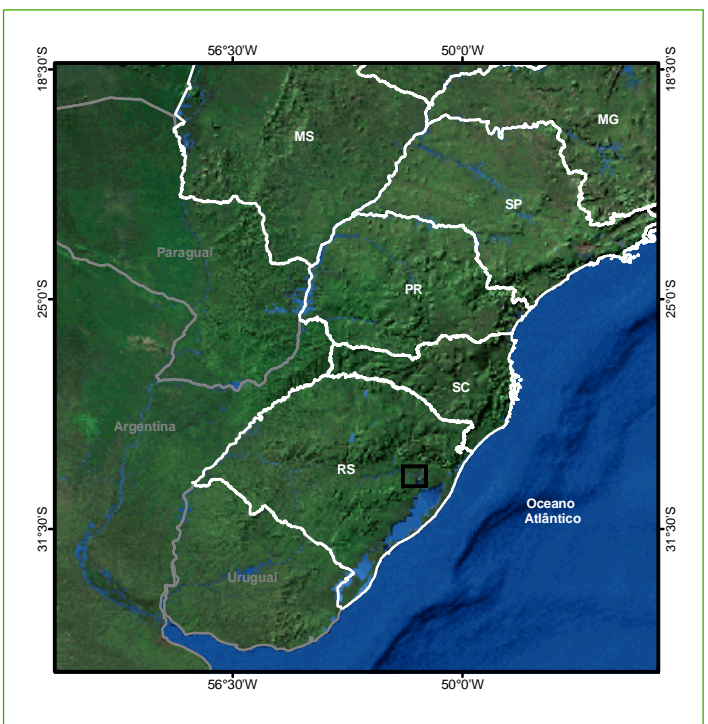 56°30'W 50°0'W
18°30'S 18°30'S
MG
MS
SP
Paraguai
25°0'S PR 25°0'S
SC
Argentina
RS
Oceano
Atlântico
31°30'S 31°30'S
Uruguai
56°30'W 50°0'W